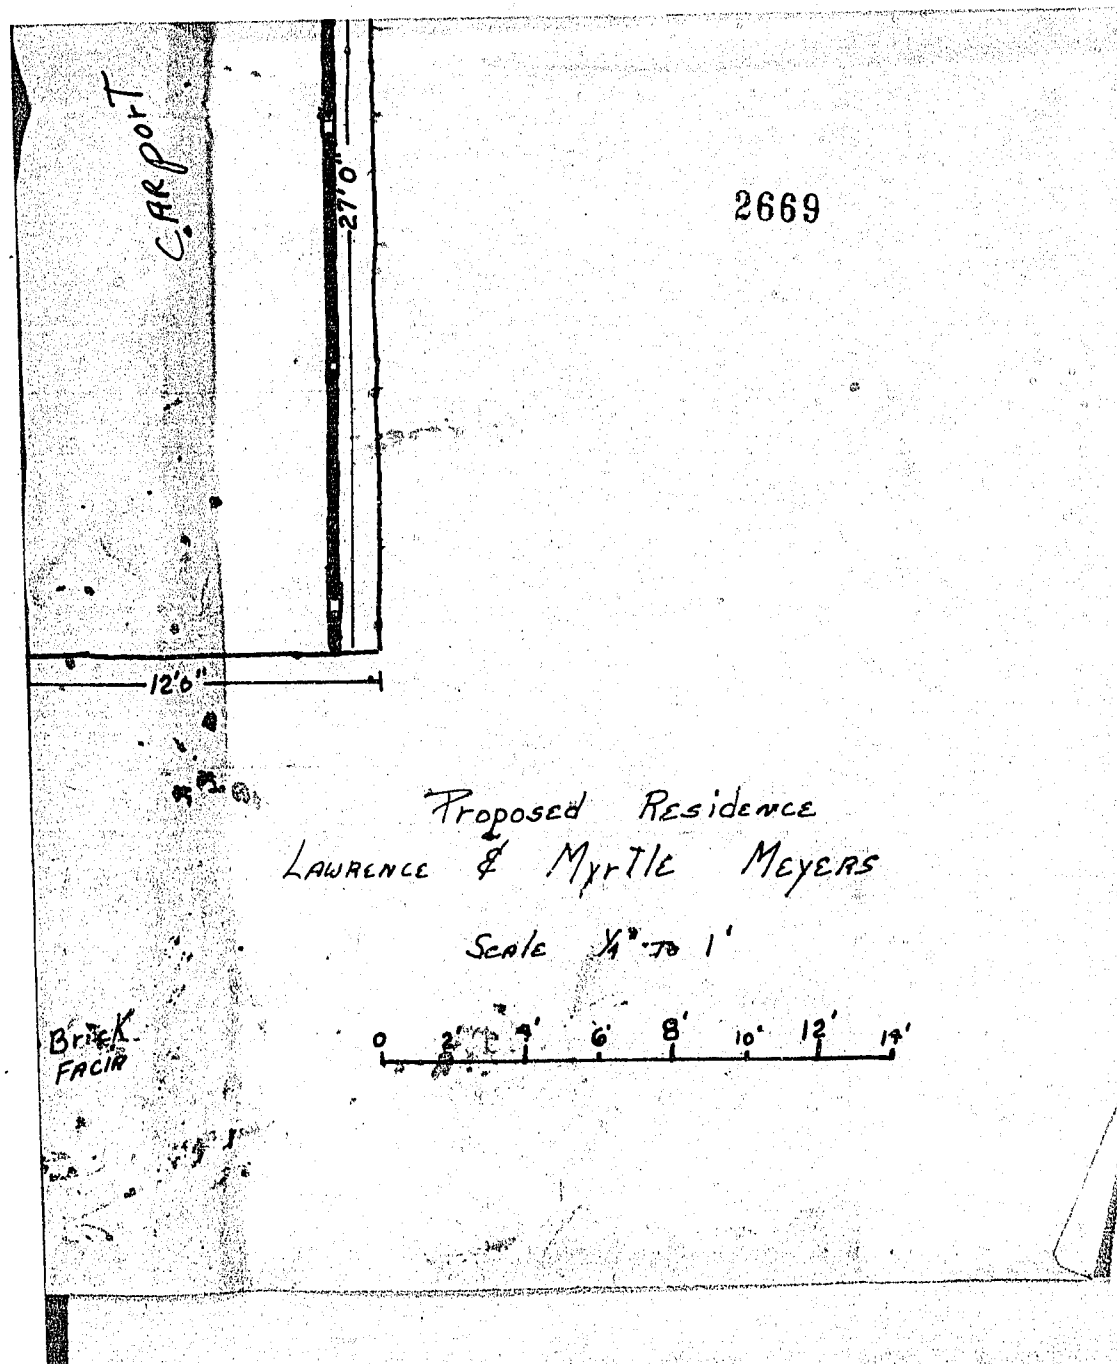 CARporT
27'0"
2669
12'6"
Proposed Residence
LAWRENCE & MyrTlE MEYERS
ScAlE 1/4" To 1'
0 2' 4' 6' 8' 10' 12' 14'
Brick
FACIA